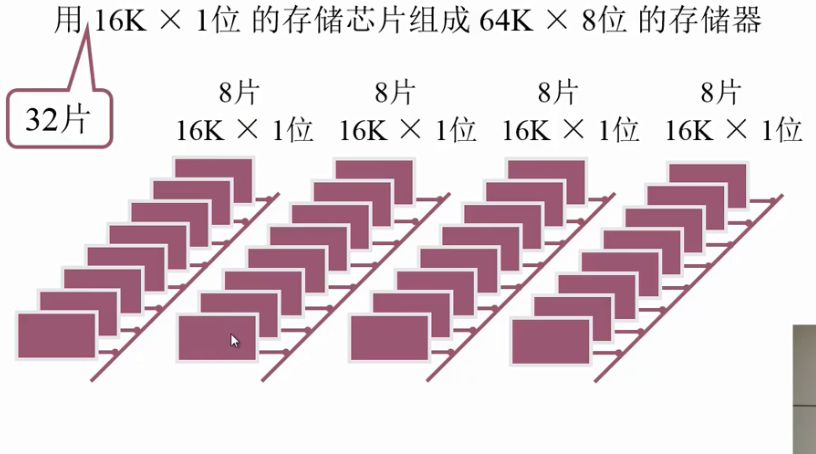 用 16K × 1位 的存储芯片组成 64K × 8位 的存储器
32片
8片 8片 8片 8片
16K × 1位 16K × 1位 16K × 1位 16K × 1位